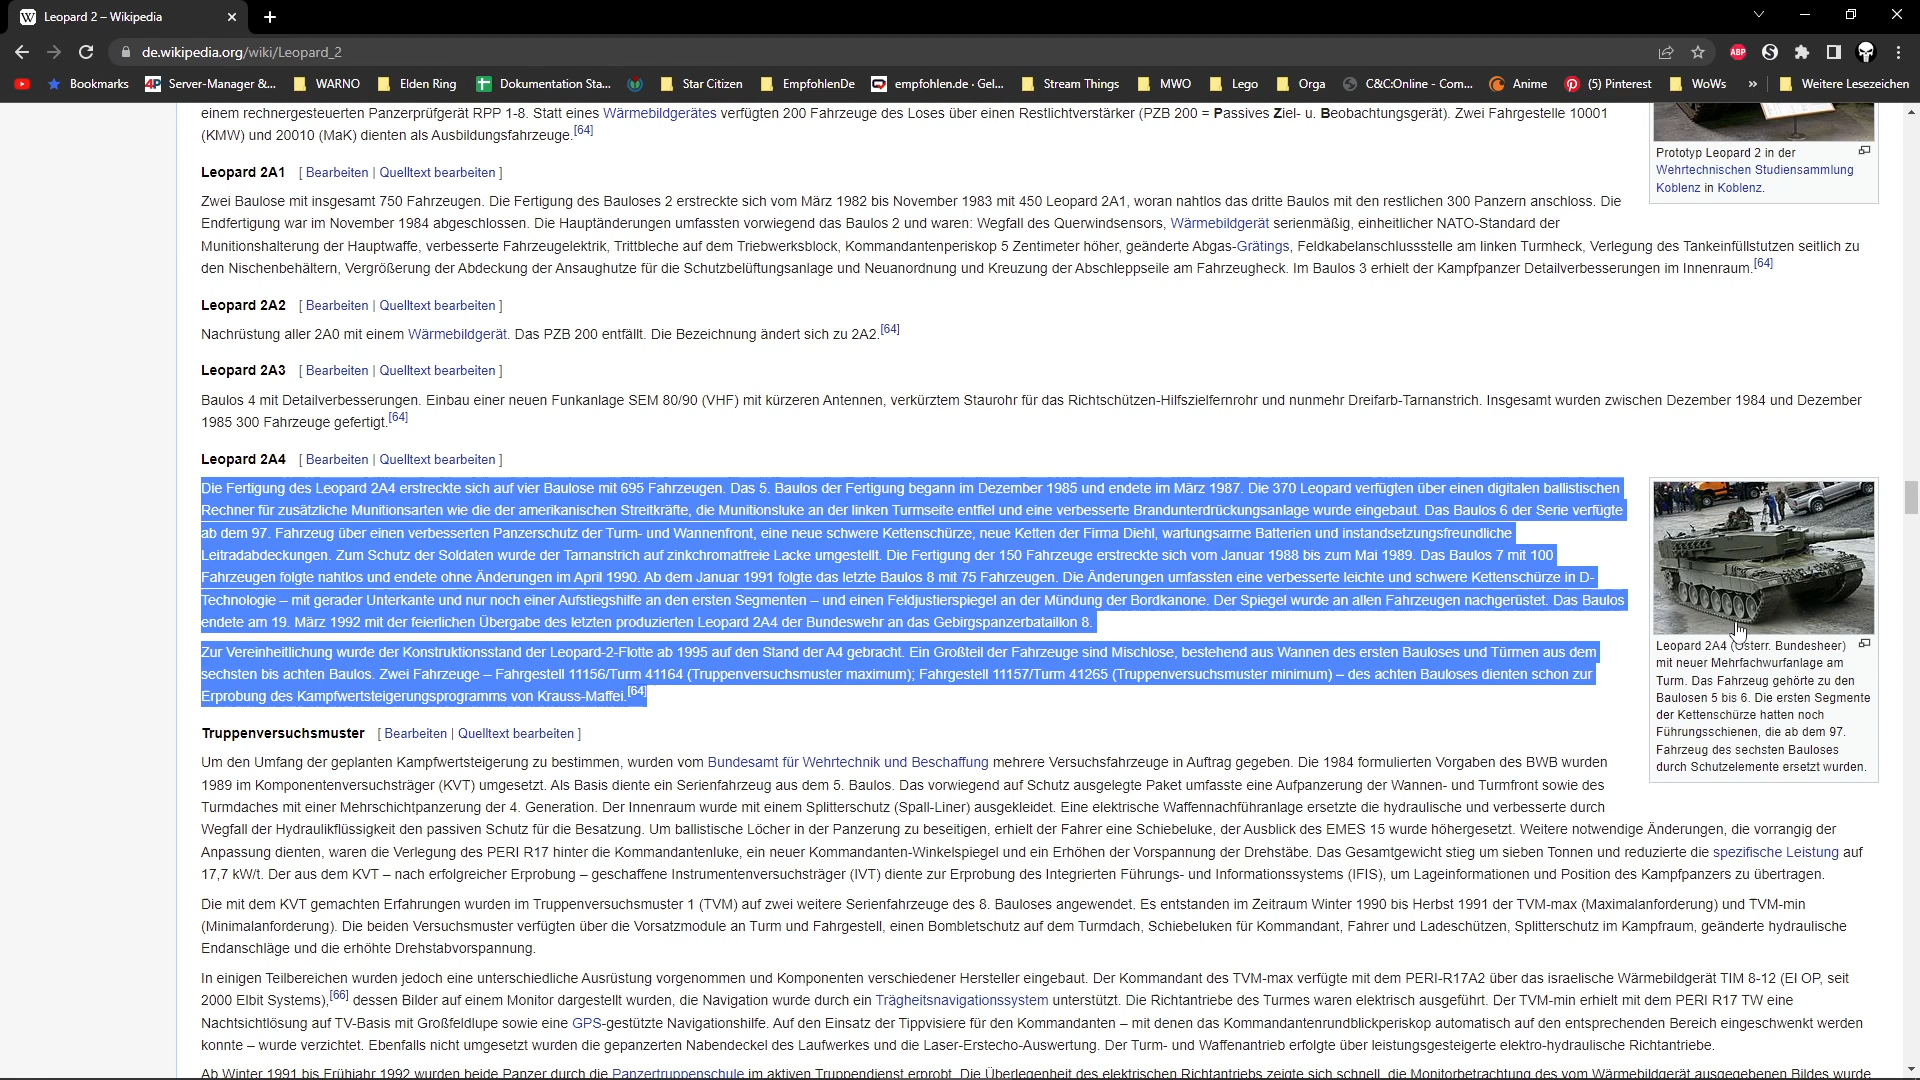 Leopard 2 – Wikipedia
de.wikipedia.org/wiki/Leopard_2
ABP
Bookmarks
4P Server-Manager &...
WARNO
Elden Ring
Dokumentation Sta...
Star Citizen
EmpfohlenDe
empfohlen.de - Gel...
Stream Things
MWO
Lego
Orga
C&C:Online - Com...
Anime
(5) Pinterest
WoWs
»
Weitere Lesezeichen
einem rechnergesteuerten Panzerprüfgerät RPP 1-8. Statt eines Wärmebildgerätes verfügten 200 Fahrzeuge des Loses über einen Restlichtverstärker (PZB 200 = Passives Ziel- u. Beobachtungsgerät). Zwei Fahrgestelle 10001
(KMW) und 20010 (MaK) dienten als Ausbildungsfahrzeuge.[64]
Prototyp Leopard 2 in der
Wehrtechnischen Studiensammlung
Koblenz in Koblenz.
Leopard 2A1 [ Bearbeiten | Quelltext bearbeiten ]
Zwei Baulose mit insgesamt 750 Fahrzeugen. Die Fertigung des Bauloses 2 erstreckte sich vom März 1982 bis November 1983 mit 450 Leopard 2A1, woran nahtlos das dritte Baulos mit den restlichen 300 Panzern anschloss. Die
Endfertigung war im November 1984 abgeschlossen. Die Hauptänderungen umfassten vorwiegend das Baulos 2 und waren: Wegfall des Querwindsensors, Wärmebildgerät serienmäßig, einheitlicher NATO-Standard der
Munitionshalterung der Hauptwaffe, verbesserte Fahrzeugelektrik, Trittbleche auf dem Triebwerksblock, Kommandantenperiskop 5 Zentimeter höher, geänderte Abgas-Grätings, Feldkabelanschlussstelle am linken Turmheck, Verlegung des Tankeinfüllstutzen seitlich zu
den Nischenbehältern, Vergrößerung der Abdeckung der Ansaughutze für die Schutzbelüftungsanlage und Neuanordnung und Kreuzung der Abschleppseile am Fahrzeugheck. Im Baulos 3 erhielt der Kampfpanzer Detailverbesserungen im Innenraum.[64]
Leopard 2A2 [ Bearbeiten | Quelltext bearbeiten ]
Nachrüstung aller 2A0 mit einem Wärmebildgerät. Das PZB 200 entfällt. Die Bezeichnung ändert sich zu 2A2.[64]
Leopard 2A3 [ Bearbeiten | Quelltext bearbeiten ]
Baulos 4 mit Detailverbesserungen. Einbau einer neuen Funkanlage SEM 80/90 (VHF) mit kürzeren Antennen, verkürztem Staurohr für das Richtschützen-Hilfszielfernrohr und nunmehr Dreifarb-Tarnanstrich. Insgesamt wurden zwischen Dezember 1984 und Dezember
1985 300 Fahrzeuge gefertigt.[64]
Leopard 2A4 [ Bearbeiten | Quelltext bearbeiten ]
Die Fertigung des Leopard 2A4 erstreckte sich auf vier Baulose mit 695 Fahrzeugen. Das 5. Baulos der Fertigung begann im Dezember 1985 und endete im März 1987. Die 370 Leopard verfügten über einen digitalen ballistischen
Rechner für zusätzliche Munitionsarten wie die der amerikanischen Streitkräfte, die Munitionsluke an der linken Turmseite entfiel und eine verbesserte Brandunterdrückungsanlage wurde eingebaut. Das Baulos 6 der Serie verfügte
ab dem 97. Fahrzeug über einen verbesserten Panzerschutz der Turm- und Wannenfront, eine neue schwere Kettenschürze, neue Ketten der Firma Diehl, wartungsarme Batterien und instandsetzungsfreundliche
Leitradabdeckungen. Zum Schutz der Soldaten wurde der Tarnanstrich auf zinkchromatfreie Lacke umgestellt. Die Fertigung der 150 Fahrzeuge erstreckte sich vom Januar 1988 bis zum Mai 1989. Das Baulos 7 mit 100
Fahrzeugen folgte nahtlos und endete ohne Änderungen im April 1990. Ab dem Januar 1991 folgte das letzte Baulos 8 mit 75 Fahrzeugen. Die Änderungen umfassten eine verbesserte leichte und schwere Kettenschürze in D-
Technologie – mit gerader Unterkante und nur noch einer Aufstiegshilfe an den ersten Segmenten – und einen Feldjustierspiegel an der Mündung der Bordkanone. Der Spiegel wurde an allen Fahrzeugen nachgerüstet. Das Baulos
endete am 19. März 1992 mit der feierlichen Übergabe des letzten produzierten Leopard 2A4 der Bundeswehr an das Gebirgspanzerbataillon 8.
Zur Vereinheitlichung wurde der Konstruktionsstand der Leopard-2-Flotte ab 1995 auf den Stand der A4 gebracht. Ein Großteil der Fahrzeuge sind Mischlose, bestehend aus Wannen des ersten Bauloses und Türmen aus dem
sechsten bis achten Baulos. Zwei Fahrzeuge – Fahrgestell 11156/Turm 41164 (Truppenversuchsmuster maximum); Fahrgestell 11157/Turm 41265 (Truppenversuchsmuster minimum) – des achten Bauloses dienten schon zur
Erprobung des Kampfwertsteigerungsprogramms von Krauss-Maffei.[64]
Leopard 2A4 (Österr. Bundesheer)
mit neuer Mehrfachwurfanlage am
Turm. Das Fahrzeug gehörte zu den
Baulosen 5 bis 6. Die ersten Segmente
der Kettenschürze hatten noch
Führungsschienen, die ab dem 97.
Fahrzeug des sechsten Bauloses
durch Schutzelemente ersetzt wurden.
Truppenversuchsmuster [ Bearbeiten | Quelltext bearbeiten ]
Um den Umfang der geplanten Kampfwertsteigerung zu bestimmen, wurden vom Bundesamt für Wehrtechnik und Beschaffung mehrere Versuchsfahrzeuge in Auftrag gegeben. Die 1984 formulierten Vorgaben des BWB wurden
1989 im Komponentenversuchsträger (KVT) umgesetzt. Als Basis diente ein Serienfahrzeug aus dem 5. Baulos. Das vorwiegend auf Schutz ausgelegte Paket umfasste eine Aufpanzerung der Wannen- und Turmfront sowie des
Turmdaches mit einer Mehrschichtpanzerung der 4. Generation. Der Innenraum wurde mit einem Splitterschutz (Spall-Liner) ausgekleidet. Eine elektrische Waffennachführanlage ersetzte die hydraulische und verbesserte durch
Wegfall der Hydraulikflüssigkeit den passiven Schutz für die Besatzung. Um ballistische Löcher in der Panzerung zu beseitigen, erhielt der Fahrer eine Schiebeluke, der Ausblick des EMES 15 wurde höhergesetzt. Weitere notwendige Änderungen, die vorrangig der
Anpassung dienten, waren die Verlegung des PERI R17 hinter die Kommandantenluke, ein neuer Kommandanten-Winkelspiegel und ein Erhöhen der Vorspannung der Drehstäbe. Das Gesamtgewicht stieg um sieben Tonnen und reduzierte die spezifische Leistung auf
17,7 kW/t. Der aus dem KVT – nach erfolgreicher Erprobung – geschaffene Instrumentenversuchsträger (IVT) diente zur Erprobung des Integrierten Führungs- und Informationssystems (IFIS), um Lageinformationen und Position des Kampfpanzers zu übertragen.
Die mit dem KVT gemachten Erfahrungen wurden im Truppenversuchsmuster 1 (TVM) auf zwei weitere Serienfahrzeuge des 8. Bauloses angewendet. Es entstanden im Zeitraum Winter 1990 bis Herbst 1991 der TVM-max (Maximalanforderung) und TVM-min
(Minimalanforderung). Die beiden Versuchsmuster verfügten über die Vorsatzmodule an Turm und Fahrgestell, einen Bombletschutz auf dem Turmdach, Schiebeluken für Kommandant, Fahrer und Ladeschützen, Splitterschutz im Kampfraum, geänderte hydraulische
Endanschläge und die erhöhte Drehstabvorspannung.
In einigen Teilbereichen wurden jedoch eine unterschiedliche Ausrüstung vorgenommen und Komponenten verschiedener Hersteller eingebaut. Der Kommandant des TVM-max verfügte mit dem PERI-R17A2 über das israelische Wärmebildgerät TIM 8-12 (El OP, seit
2000 Elbit Systems),[66] dessen Bilder auf einem Monitor dargestellt wurden, die Navigation wurde durch ein Trägheitsnavigationssystem unterstützt. Die Richtantriebe des Turmes waren elektrisch ausgeführt. Der TVM-min erhielt mit dem PERI R17 TW eine
Nachtsichtlösung auf TV-Basis mit Großfeldlupe sowie eine GPS-gestützte Navigationshilfe. Auf den Einsatz der Tippvisiere für den Kommandanten – mit denen das Kommandantenrundblickperiskop automatisch auf den entsprechenden Bereich eingeschwenkt werden
konnte – wurde verzichtet. Ebenfalls nicht umgesetzt wurden die gepanzerten Nabendeckel des Laufwerkes und die Laser-Erstecho-Auswertung. Der Turm- und Waffenantrieb erfolgte über leistungsgesteigerte elektro-hydraulische Richtantriebe.
Ab Winter 1991 bis Frühjahr 1992 wurden beide Panzer durch die Panzertruppenschule im aktiven Truppendienst erprobt. Die Überlegenheit des elektrischen Richtantriebs zeigte sich schnell, die Monitorbetrachtung des vom Wärmebildgerät ausgegebenen Bildes wurde